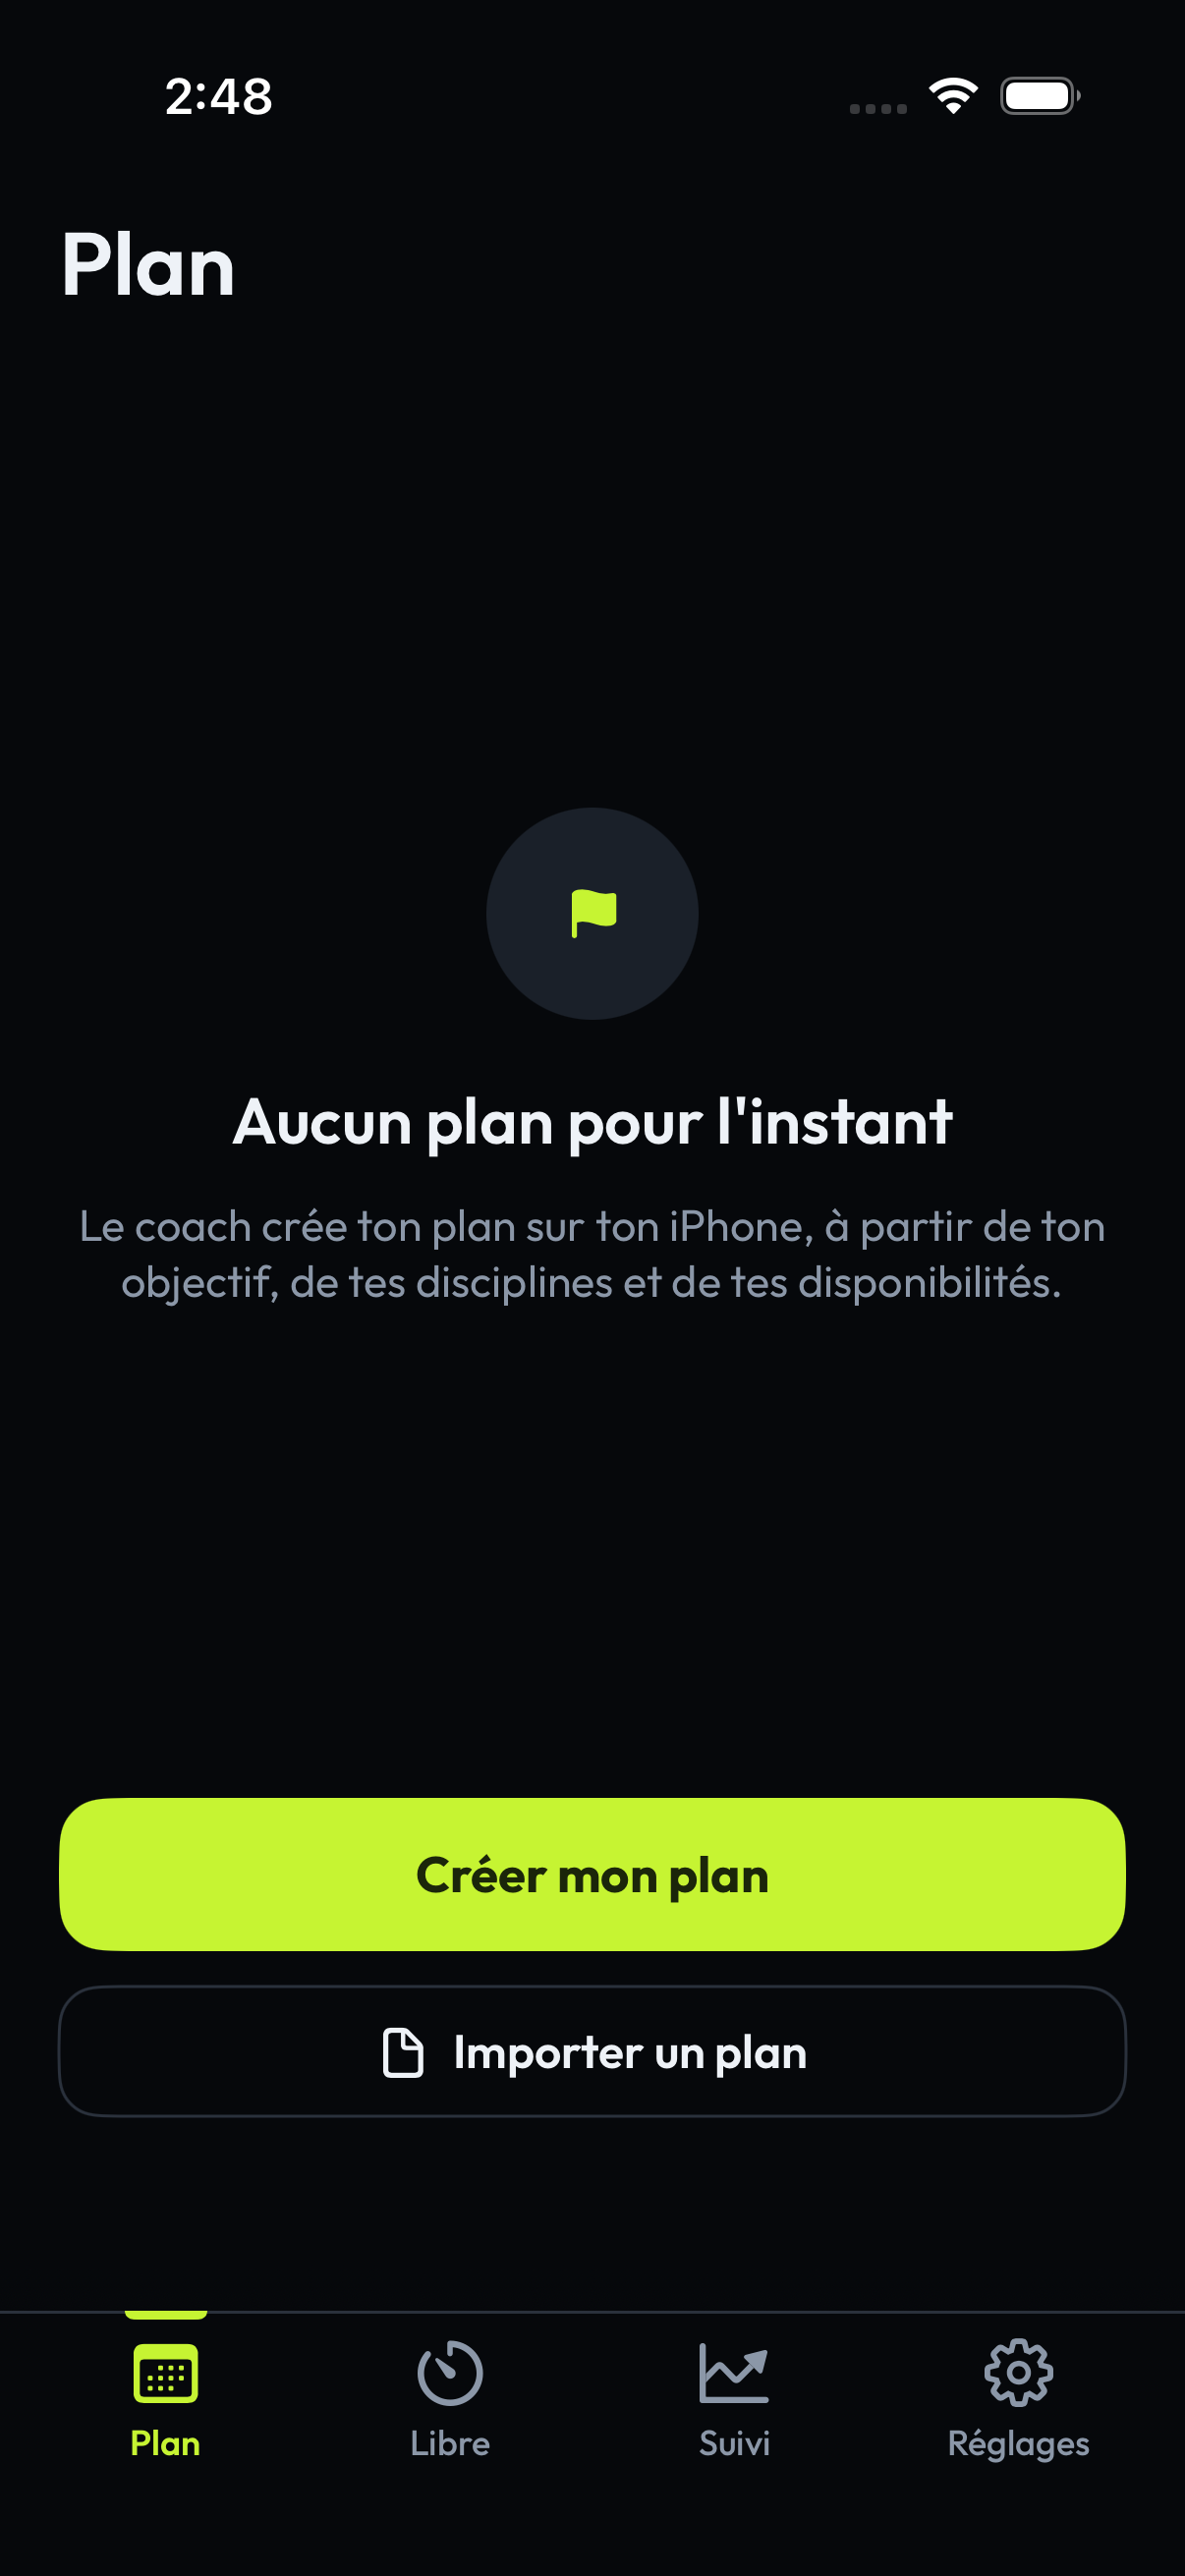 2:48
Plan
Aucun plan pour l'instant
Le coach crée ton plan sur ton iPhone, à partir de ton
objectif, de tes disciplines et de tes disponibilités.
Créer mon plan
Importer un plan
Plan
Libre
Suivi
Réglages